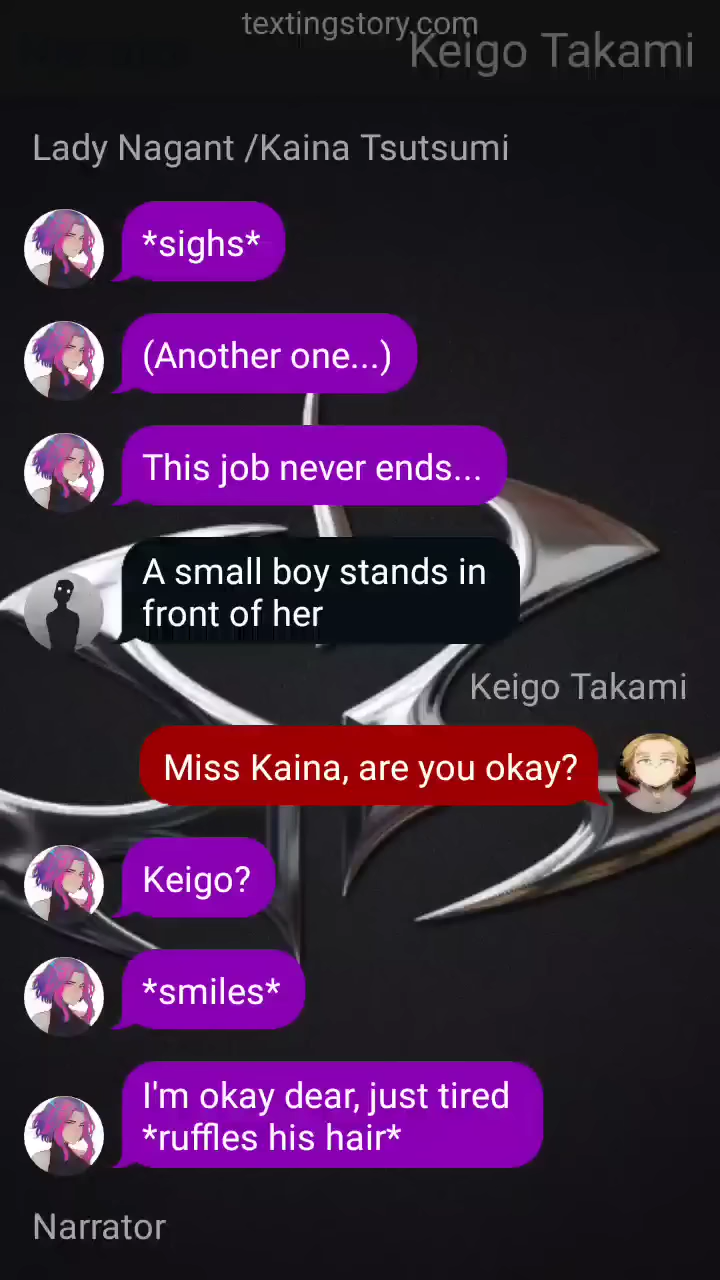 textingstory.com
Keigo Takami
Lady Nagant /Kaina Tsutsumi
*sighs*
(Another one...)
This job never ends...
A small boy stands in
front of her
Keigo Takami
Miss Kaina, are you okay?
Keigo?
*smiles*
I'm okay dear, just tired
*ruffles his hair*
Narrator